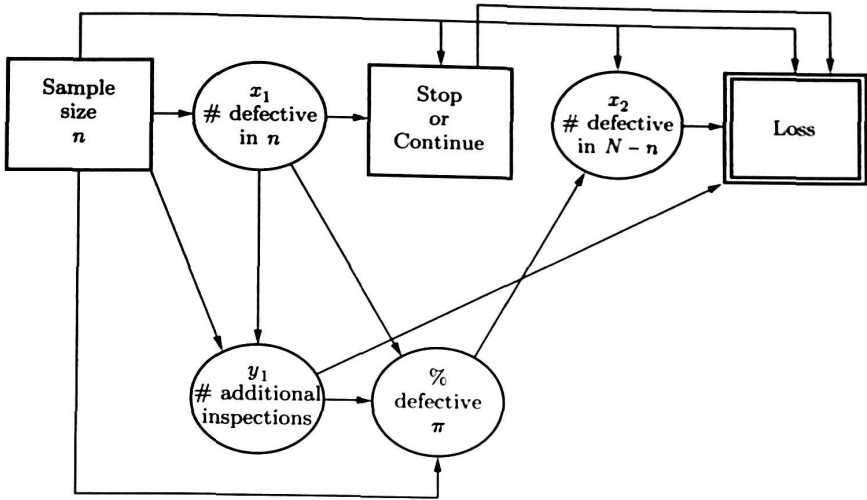 Sample
size
n
x₁
# defective
in n
Stop
or
Continue
x₂
# defective
in N − n
Loss
y₁
# additional
inspections
%
defective
π